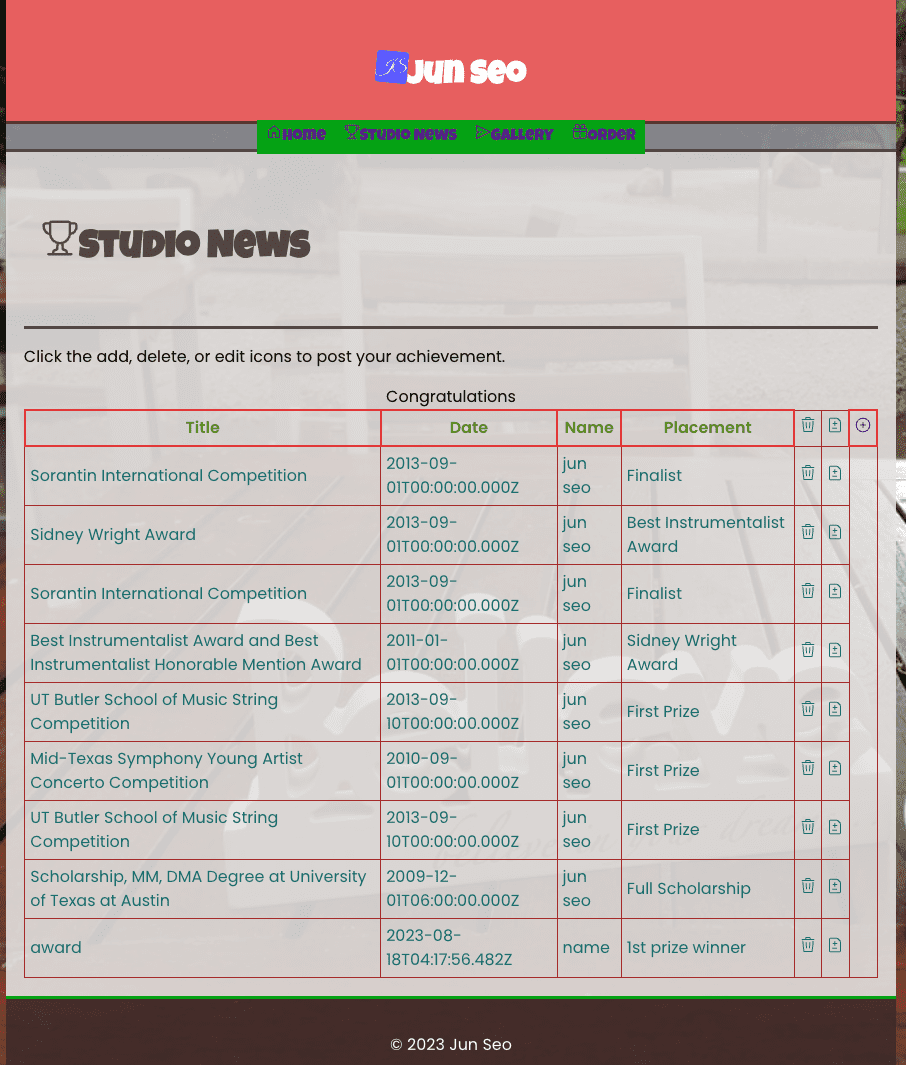 JS Jun Seo
Home Studio News Gallery Order
Studio News
Click the add, delete, or edit icons to post your achievement.
Congratulations
Title Date Name Placement
Sorantin International Competition 2013-09-01T00:00:00.000Z jun seo Finalist
Sidney Wright Award 2013-09-01T00:00:00.000Z jun seo Best Instrumentalist Award
Sorantin International Competition 2013-09-01T00:00:00.000Z jun seo Finalist
Best Instrumentalist Award and Best Instrumentalist Honorable Mention Award 2011-01-01T00:00:00.000Z jun seo Sidney Wright Award
UT Butler School of Music String Competition 2013-09-10T00:00:00.000Z jun seo First Prize
Mid-Texas Symphony Young Artist Concerto Competition 2010-09-01T00:00:00.000Z jun seo First Prize
UT Butler School of Music String Competition 2013-09-10T00:00:00.000Z jun seo First Prize
Scholarship, MM, DMA Degree at University of Texas at Austin 2009-12-01T06:00:00.000Z jun seo Full Scholarship
award 2023-08-18T04:17:56.482Z name 1st prize winner
© 2023 Jun Seo